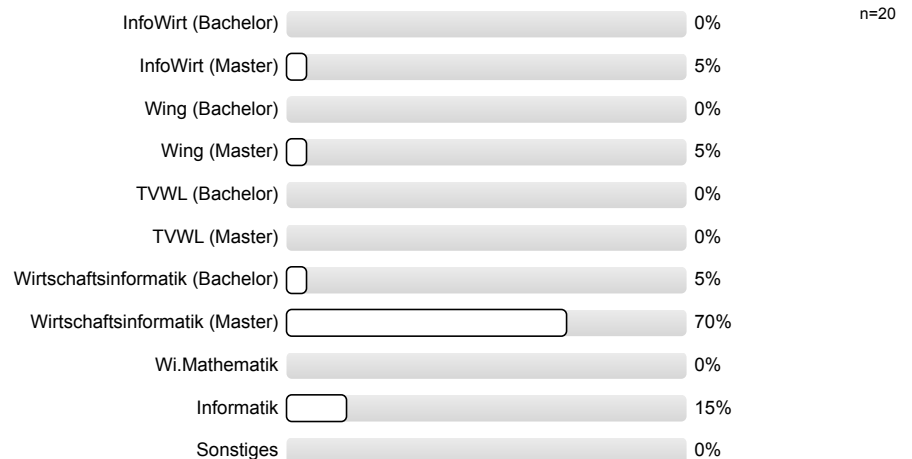 n=20
InfoWirt (Bachelor) 0%
InfoWirt (Master) 5%
Wing (Bachelor) 0%
Wing (Master) 5%
TVWL (Bachelor) 0%
TVWL (Master) 0%
Wirtschaftsinformatik (Bachelor) 5%
Wirtschaftsinformatik (Master) 70%
Wi.Mathematik 0%
Informatik 15%
Sonstiges 0%